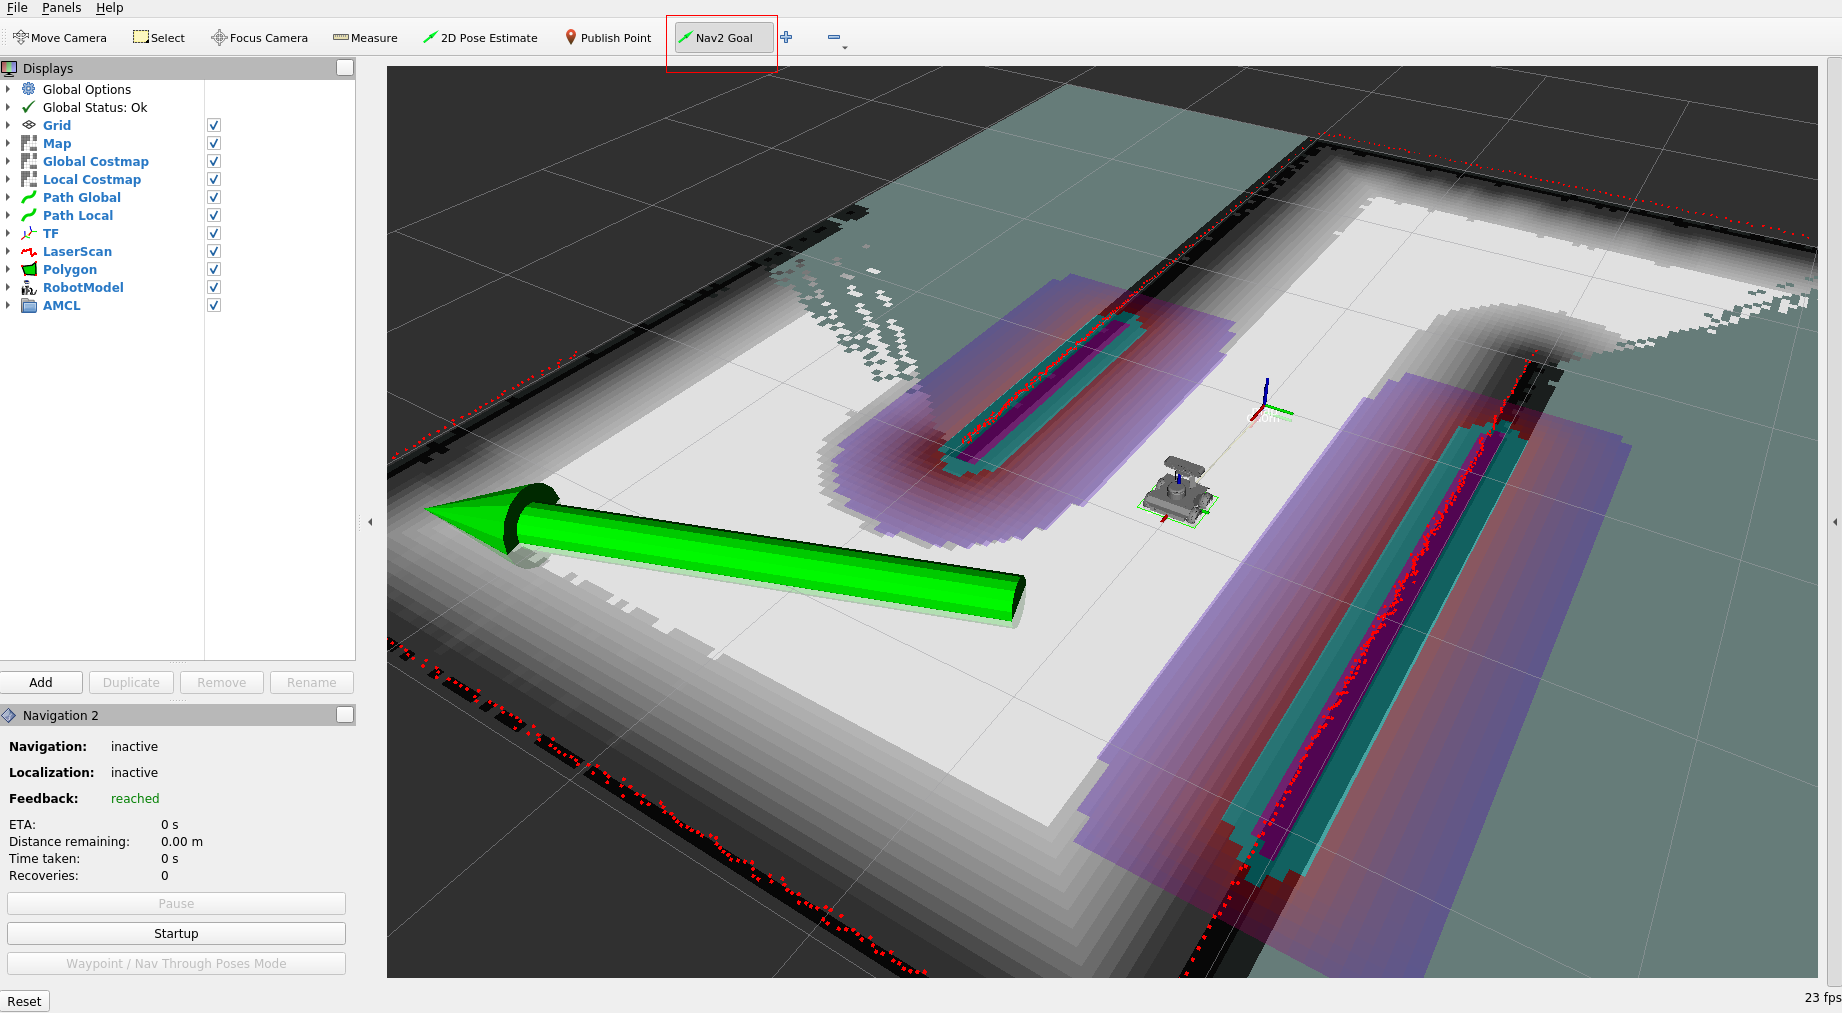 File Panels Help
Move Camera Select Focus Camera Measure 2D Pose Estimate Publish Point Nav2 Goal
Displays
Global Options
Global Status: Ok
Grid
Map
Global Costmap
Local Costmap
Path Global
Path Local
TF
LaserScan
Polygon
RobotModel
AMCL
Add Duplicate Remove Rename
Navigation 2
Navigation: inactive
Localization: inactive
Feedback: reached
ETA: 0 s
Distance remaining: 0.00 m
Time taken: 0 s
Recoveries: 0
Pause
Startup
Waypoint / Nav Through Poses Mode
Reset 23 fps